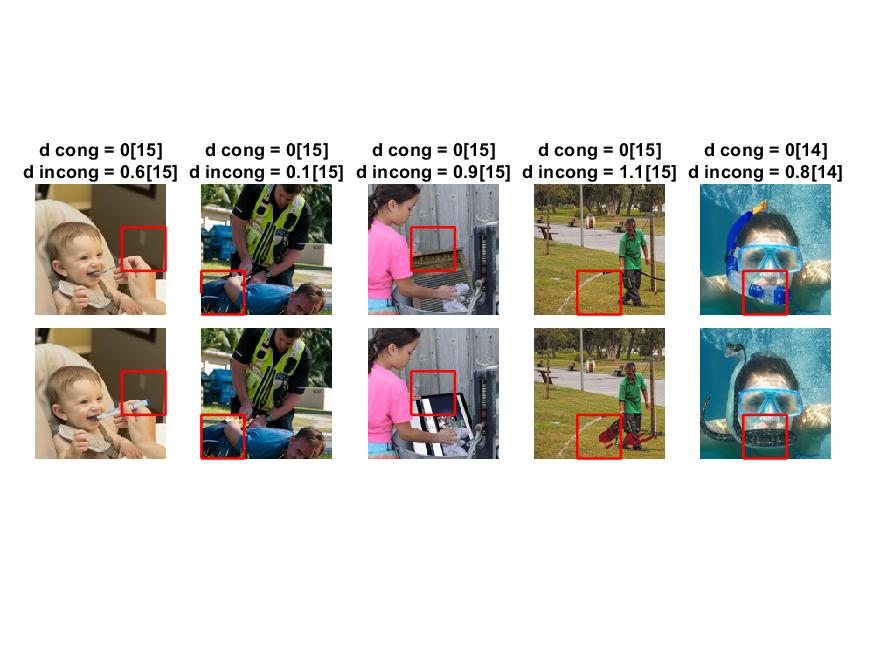 d cong = 0[15]
d incong = 0.6[15]
d cong = 0[15]
d incong = 0.1[15]
d cong = 0[15]
d incong = 0.9[15]
d cong = 0[15]
d incong = 1.1[15]
d cong = 0[14]
d incong = 0.8[14]